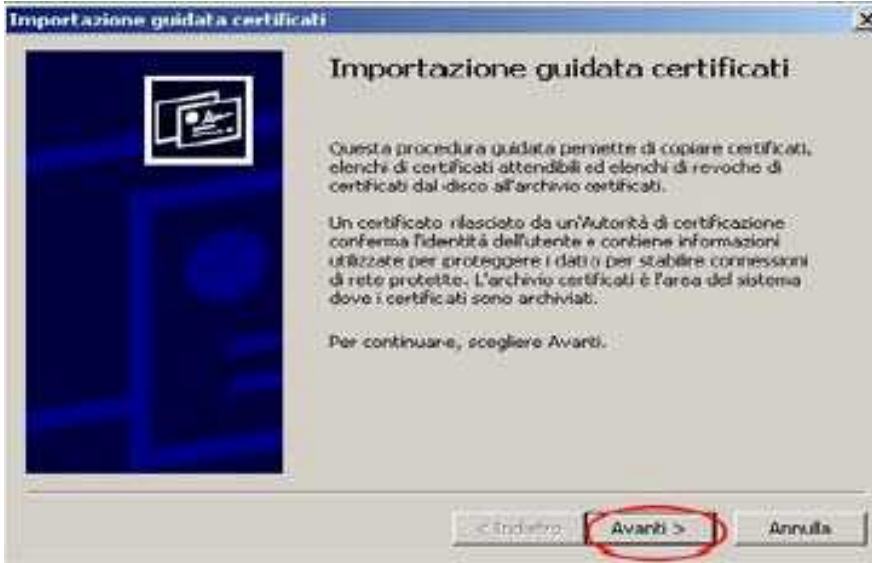 Importazione guidata certificati
Importazione guidata certificati
Questa procedura guidata permette di copiare certificati,
elenchi di certificati attendibili ed elenchi di revoche di
certificati dal disco all'archivio certificati.
Un certificato rilasciato da un'Autorità di certificazione
conferma l'identità dell'utente e contiene informazioni
utilizzate per proteggere i dati o per stabilire connessioni
di rete protette. L'archivio certificati è l'area del sistema
dove i certificati sono archiviati.
Per continuare, scegliere Avanti.
< Indietro
Avanti >
Annulla